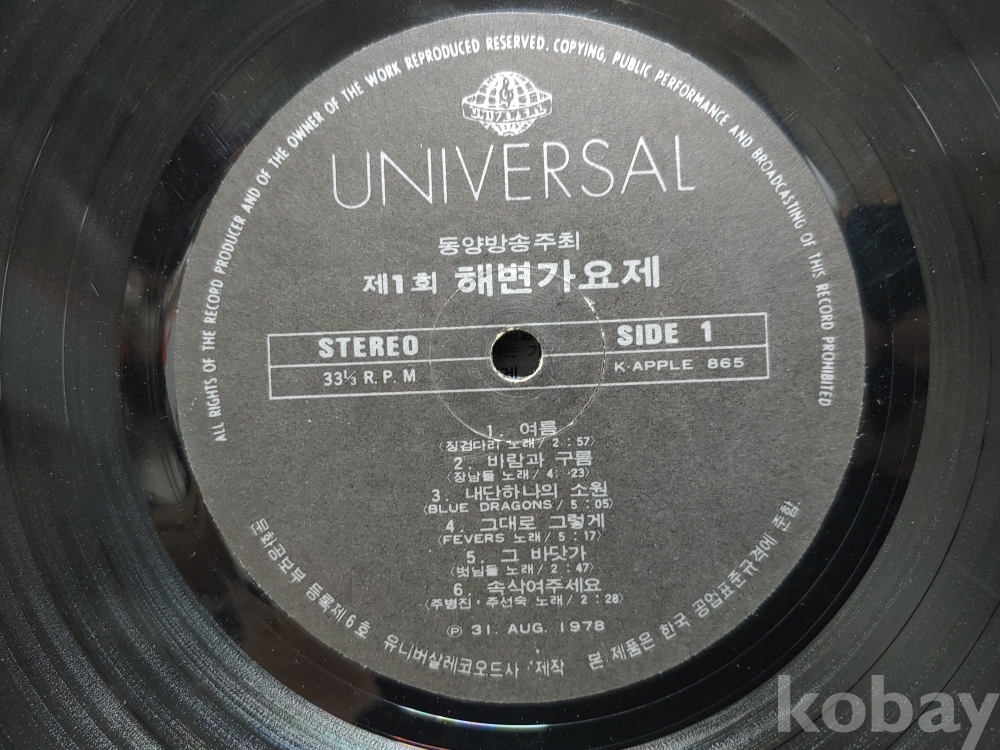 ALL RIGHTS OF THE RECORD PRODUCER AND OF THE OWNER OF THE WORK REPRODUCED RESERVED. COPYING, PUBLIC PERFORMANCE AND BROADCASTING OF THIS RECORD PROHIBITED
UNIVERSAL
UNIVERSAL
동양방송주최
제1회 해변가요제
STEREO
SIDE 1
33⅓ R.P.M
K-APPLE 865
1. 여름
〈징검다리 노래/2:57〉
2. 바람과 구름
〈장남들 노래/4:23〉
3. 내단하나의 소원
〈BLUE DRAGONS/5:05〉
4. 그대로 그렇게
〈FEVERS 노래/5:17〉
5. 그 바닷가
〈벗님들 노래/2:47〉
6. 속삭여주세요
〈주병진·주선숙 노래/2:28〉
Ⓟ 31. AUG. 1978
문화공보부 등록제6호 유니버살레코오드사 제작 본 제품은 한국 공업표준규격에 준함.
kobay